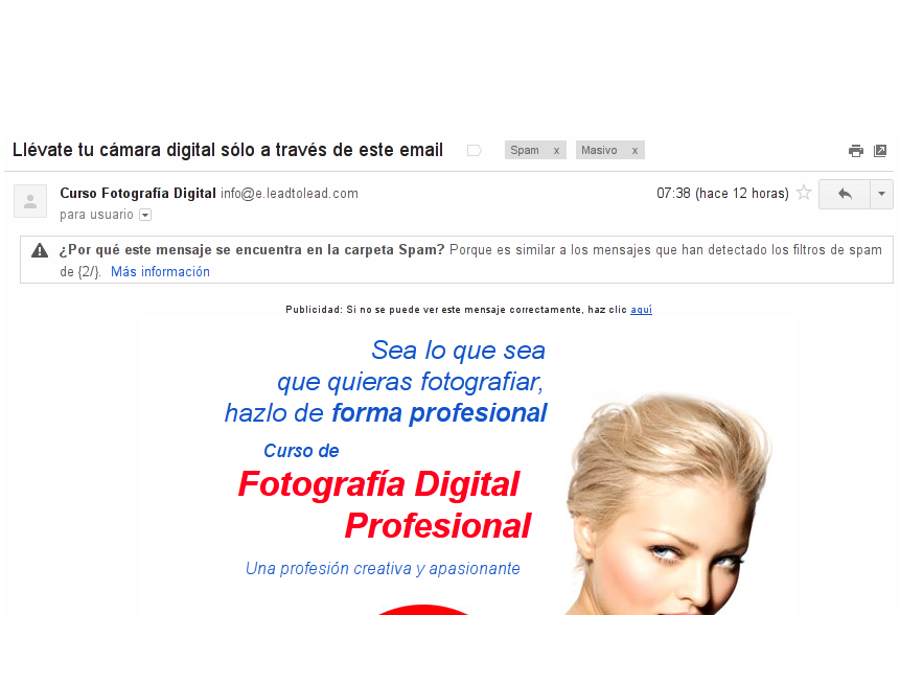 Llévate tu cámara digital sólo a través de este email
Spam x
Masivo x
Curso Fotografía Digital info@e.leadtolead.com
07:38 (hace 12 horas)
para usuario
¿Por qué este mensaje se encuentra en la carpeta Spam? Porque es similar a los mensajes que han detectado los filtros de spam
de {2/}. Más información
Publicidad: Si no se puede ver este mensaje correctamente, haz clic aquí
Sea lo que sea
que quieras fotografiar,
hazlo de forma profesional
Curso de
Fotografía Digital
Profesional
Una profesión creativa y apasionante